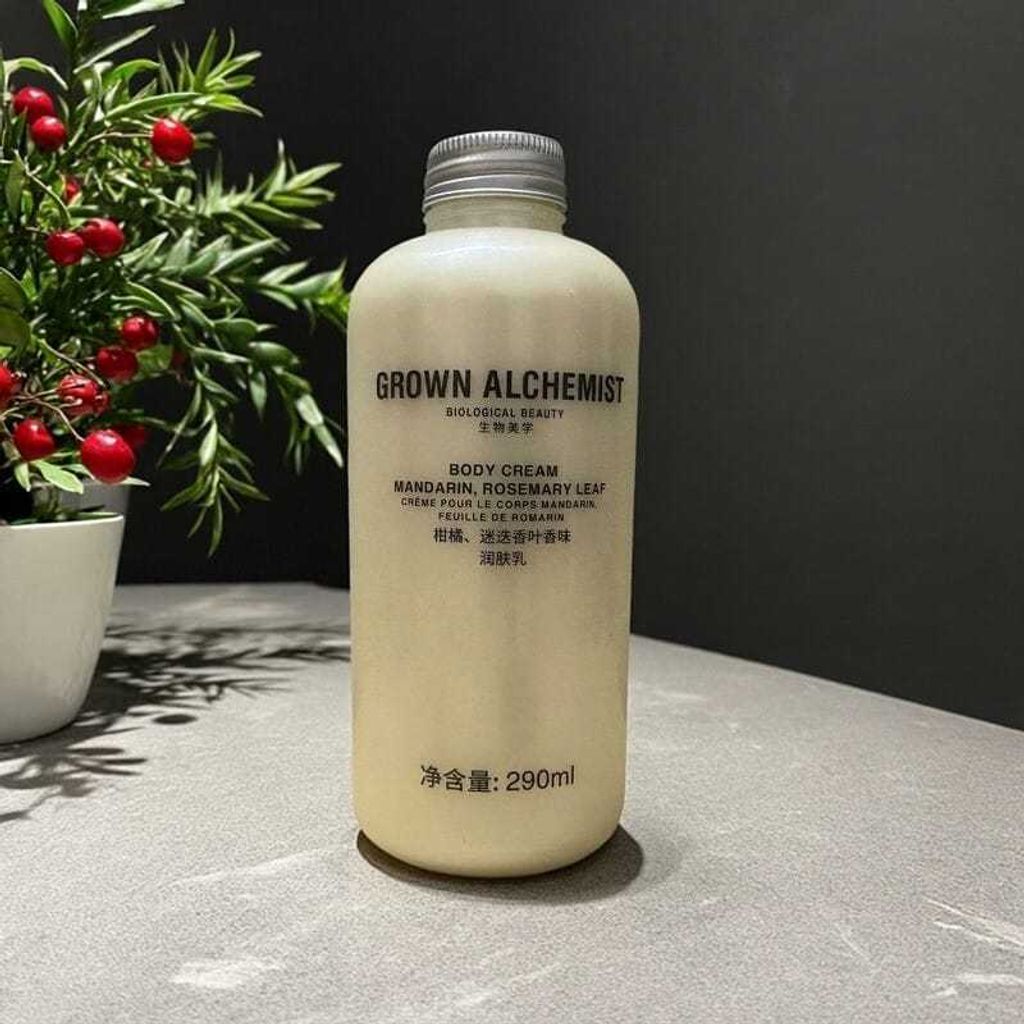 GROWN ALCHEMIST
BIOLOGICAL BEAUTY
生物美学
BODY CREAM
MANDARIN, ROSEMARY LEAF
CRÈME POUR LE CORPS MANDARIN,
FEUILLE DE ROMARIN
柑橘、迷迭香叶香味
润肤乳
净含量: 290ml